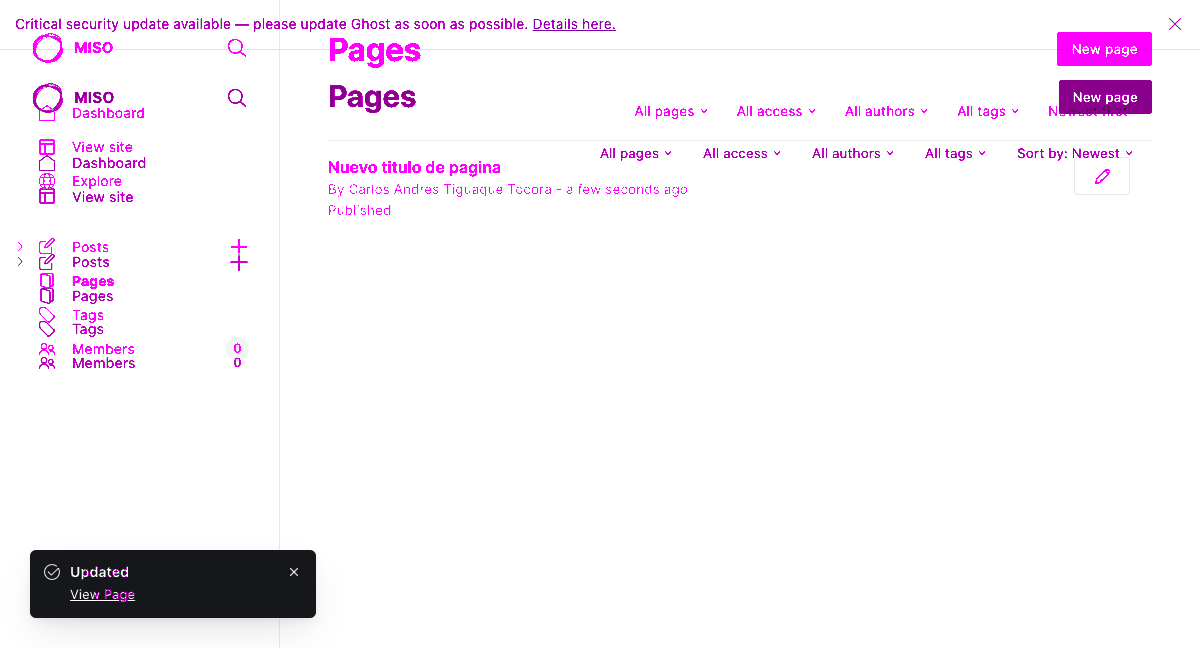 Critical security update available — please update Ghost as soon as possible. Details here.
MISO
Pages
New page
MISO
Pages
New page
Dashboard
All pages
All access
All authors
All tags
Newest first
View site
Dashboard
All pages
All access
All authors
All tags
Sort by: Newest
Nuevo titulo de pagina
Explore
By Carlos Andres Tiguaque Tocora - a few seconds ago
View site
Published
Posts
Posts
Pages
Pages
Tags
Tags
Members 0
Members 0
Updated
View Page